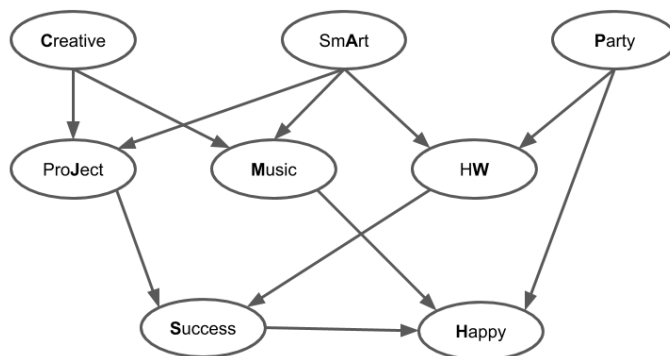 Creative
SmArt
Party
ProJect
Music
HW
Success
Happy